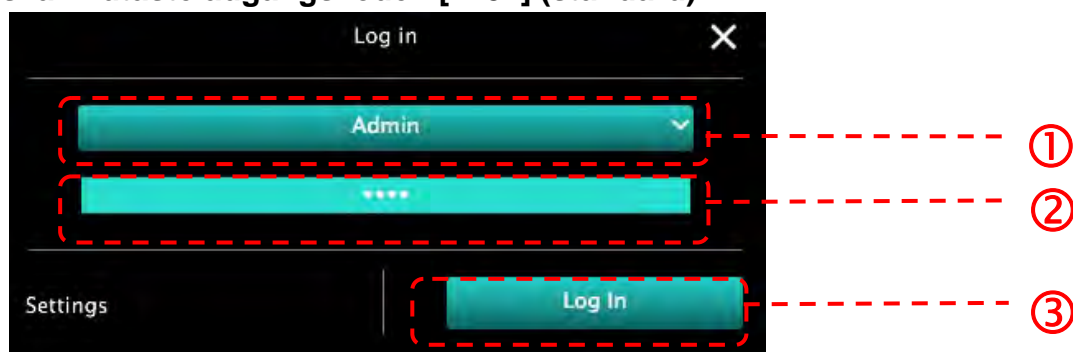 Log in
Admin
①
****
②
Settings
Log In
③